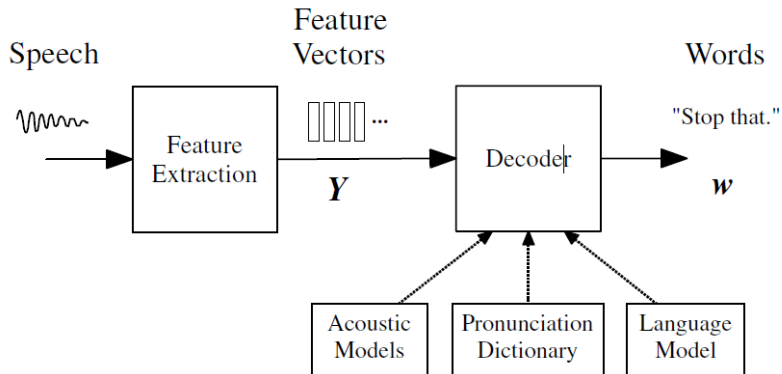 Speech
Feature
Vectors
Words
...
"Stop that."
Feature
Extraction
Decoder
Y
w
Acoustic
Models
Pronunciation
Dictionary
Language
Model